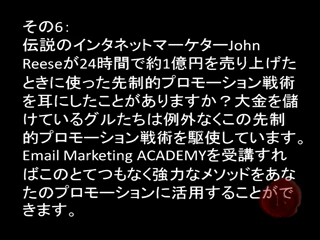 その6：
伝説のインタネットマーケターJohn
Reeseが24時間で約1億円を売り上げた
ときに使った先制的プロモーション戦術
を耳にしたことがありますか？大金を儲
けているグルたちは例外なくこの先制
的プロモーション戦術を駆使しています。
Email Marketing ACADEMYを受講すれ
ばこのとてつもなく強力なメソッドをあな
たのプロモーションに活用することがで
きます。